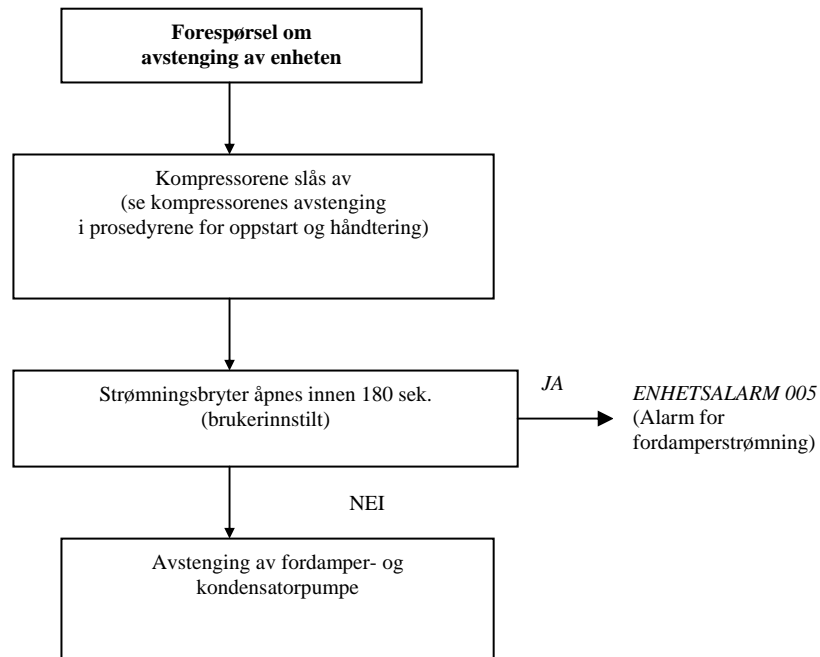 Forespørsel om
avstenging av enheten
Kompressorene slås av
(se kompressorenes avstenging
i prosedyrene for oppstart og håndtering)
Strømningsbryter åpnes innen 180 sek.
(brukerinnstilt)
JA
ENHETSALARM 005
(Alarm for
fordamperstrømning)
NEI
Avstenging av fordamper- og
kondensatorpumpe